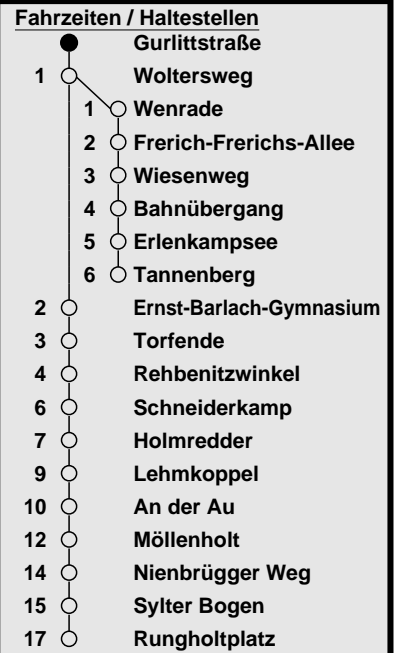 Fahrzeiten / Haltestellen
Gurlittstraße
1 Woltersweg
1 Wenrade
2 Frerich-Frerichs-Allee
3 Wiesenweg
4 Bahnübergang
5 Erlenkampsee
6 Tannenberg
2 Ernst-Barlach-Gymnasium
3 Torfende
4 Rehbenitzwinkel
6 Schneiderkamp
7 Holmredder
9 Lehmkoppel
10 An der Au
12 Möllenholt
14 Nienbrügger Weg
15 Sylter Bogen
17 Rungholtplatz